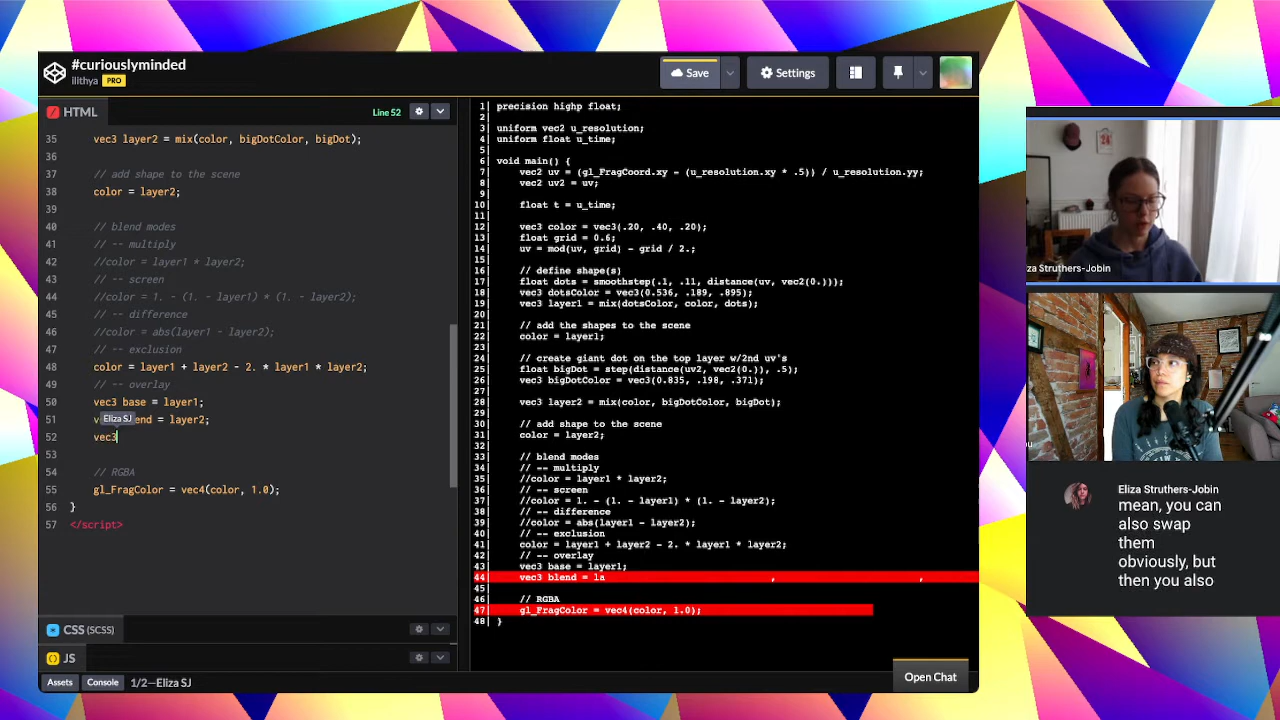 #curiouslyminded
ilithya PRO
Save
Settings
HTML
Line 52
35 vec3 layer2 = mix(color, bigDotColor, bigDot);
36
37 // add shape to the scene
38 color = layer2;
39
40 // blend modes
41 // -- multiply
42 //color = layer1 * layer2;
43 // -- screen
44 //color = 1. - (1. - layer1) * (1. - layer2);
45 // -- difference
46 //color = abs(layer1 - layer2);
47 // -- exclusion
48 color = layer1 + layer2 - 2. * layer1 * layer2;
49 // -- overlay
50 vec3 base = layer1;
Eliza SJ
51 v end = layer2;
52 vec3
53
54 // RGBA
55 gl_FragColor = vec4(color, 1.0);
56 }
57 </script>
CSS (SCSS)
JS
Assets
Console
1/2—Eliza SJ
1 precision highp float;
2
3 uniform vec2 u_resolution;
4 uniform float u_time;
5
6 void main() {
7 vec2 uv = (gl_FragCoord.xy - (u_resolution.xy * .5)) / u_resolution.yy;
8 vec2 uv2 = uv;
9
10 float t = u_time;
11
12 vec3 color = vec3(.20, .40, .20);
13 float grid = 0.6;
14 uv = mod(uv, grid) - grid / 2.;
15
16 // define shape(s)
17 float dots = smoothstep(.1, .11, distance(uv, vec2(0.)));
18 vec3 dotsColor = vec3(0.536, .189, .895);
19 vec3 layer1 = mix(dotsColor, color, dots);
20
21 // add the shapes to the scene
22 color = layer1;
23
24 // create giant dot on the top layer w/2nd uv's
25 float bigDot = step(distance(uv2, vec2(0.)), .5);
26 vec3 bigDotColor = vec3(0.835, .198, .371);
27
28 vec3 layer2 = mix(color, bigDotColor, bigDot);
29
30 // add shape to the scene
31 color = layer2;
32
33 // blend modes
34 // -- multiply
35 //color = layer1 * layer2;
36 // -- screen
37 //color = 1. - (1. - layer1) * (1. - layer2);
38 // -- difference
39 //color = abs(layer1 - layer2);
40 // -- exclusion
41 color = layer1 + layer2 - 2. * layer1 * layer2;
42 // -- overlay
43 vec3 base = layer1;
44 vec3 blend = la , ,
45
46 // RGBA
47 gl_FragColor = vec4(color, 1.0);
48 }
Open Chat
24
iza Struthers-Jobin
Eliza Struthers-Jobin
mean, you can
also swap
them
obviously, but
then you also